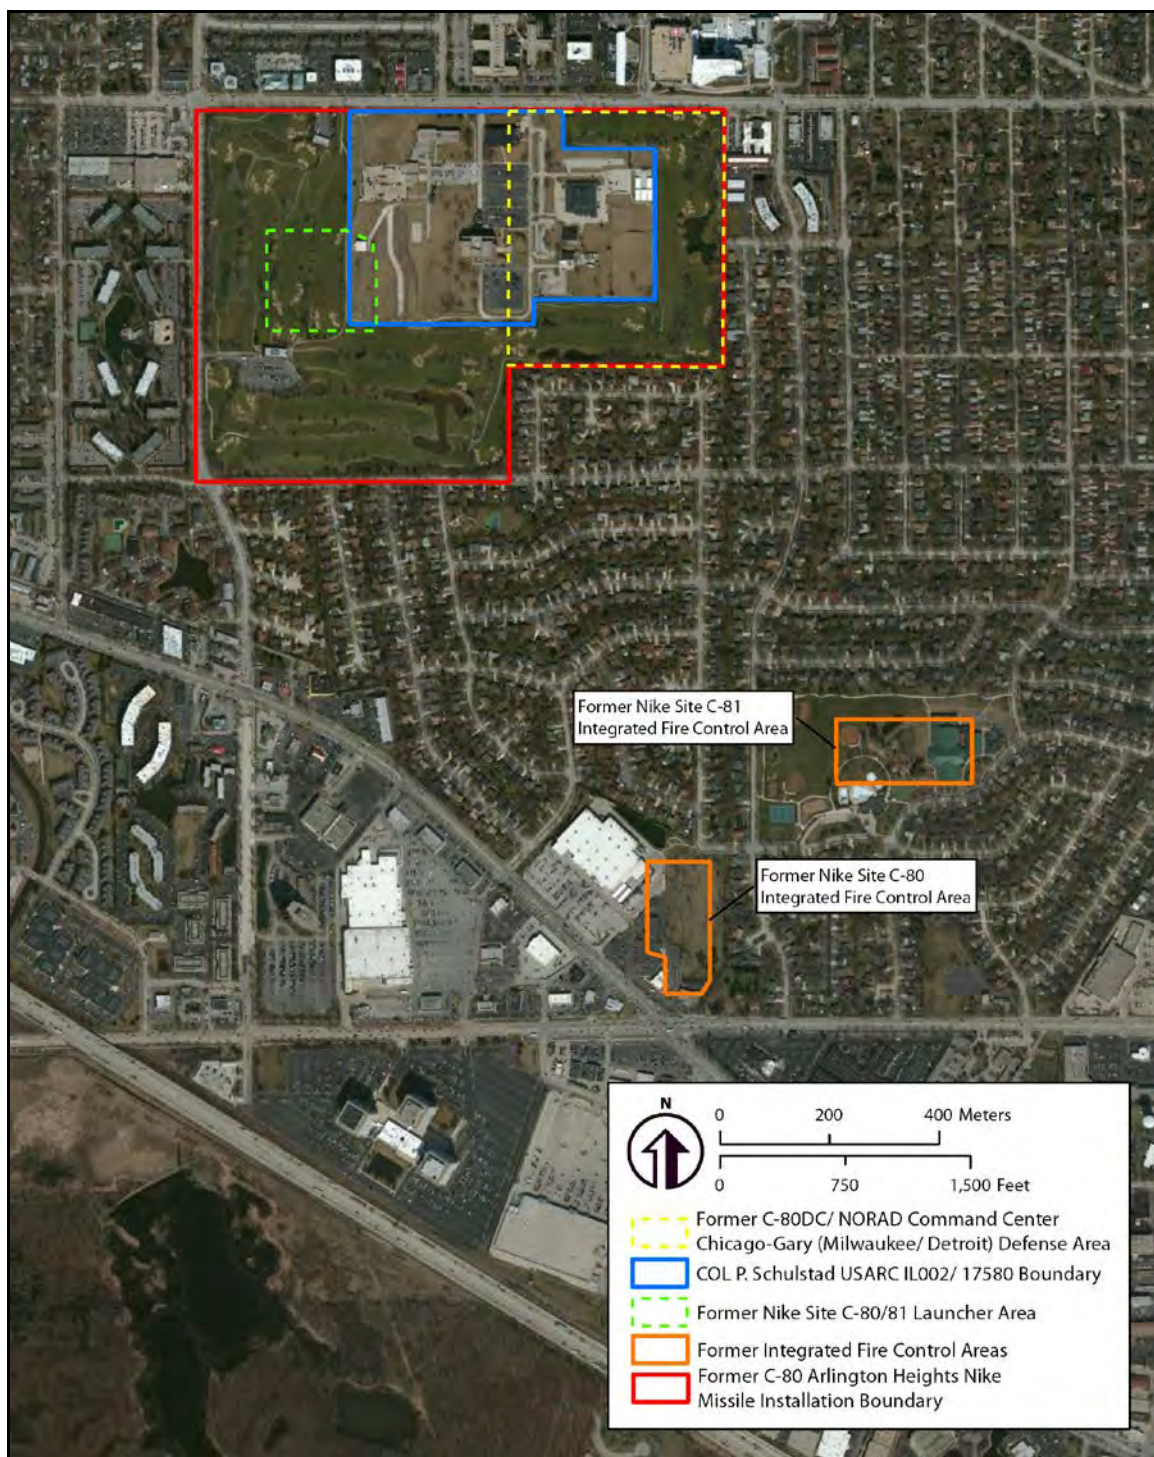 Former Nike Site C-81
Integrated Fire Control Area
Former Nike Site C-80
Integrated Fire Control Area
N
0 200 400 Meters
0 750 1,500 Feet
Former C-80DC/ NORAD Command Center
Chicago-Gary (Milwaukee/ Detroit) Defense Area
COL P. Schulstad USARC IL002/ 17580 Boundary
Former Nike Site C-80/81 Launcher Area
Former Integrated Fire Control Areas
Former C-80 Arlington Heights Nike
Missile Installation Boundary